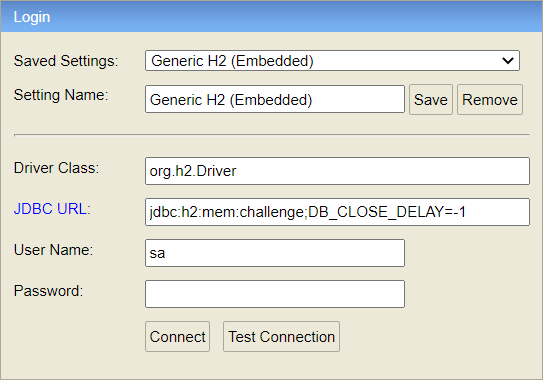 Login
Saved Settings: Generic H2 (Embedded)
Setting Name: Generic H2 (Embedded) Save Remove
Driver Class: org.h2.Driver
JDBC URL: jdbc:h2:mem:challenge;DB_CLOSE_DELAY=-1
User Name: sa
Password:
Connect Test Connection